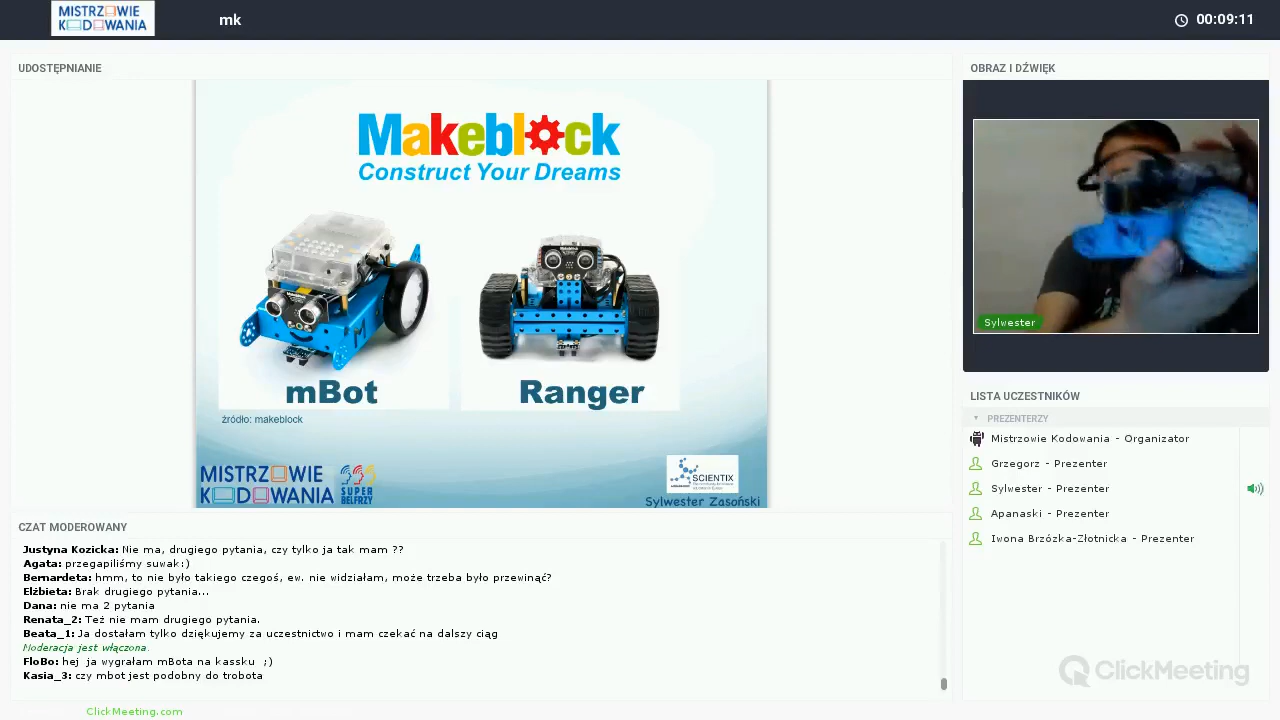 MISTRZOWIE
KODOWANIA
mk
00:09:11
UDOSTĘPNIANIE
OBRAZ I DŹWIĘK
Makeblock
Construct Your Dreams
mBot
Ranger
źródło: makeblock
MISTRZOWIE
KODOWANIA
SUPER
BELFRZY
SCIENTIX
Sylwester Zasoński
Sylwester
LISTA UCZESTNIKÓW
PREZENTERZY
Mistrzowie Kodowania - Organizator
Grzegorz - Prezenter
Sylwester - Prezenter
Apanaski - Prezenter
Iwona Brzózka-Złotnicka - Prezenter
CZAT MODEROWANY
Justyna Kozicka: Nie ma, drugiego pytania, czy tylko ja tak mam ??
Agata: przegapiliśmy suwak:)
Bernardeta: hmm, to nie było takiego czegoś, ew. nie widziałam, może trzeba było przewinąć?
Elżbieta: Brak drugiego pytania...
Dana: nie ma 2 pytania
Renata_2: Też nie mam drugiego pytania.
Beata_1: Ja dostałam tylko dziękujemy za uczestnictwo i mam czekać na dalszy ciąg
Moderacja jest włączona.
FloBo: hej ja wygrałam mBota na kassku ;)
Kasia_3: czy mbot jest podobny do trobota
ClickMeeting
ClickMeeting.com